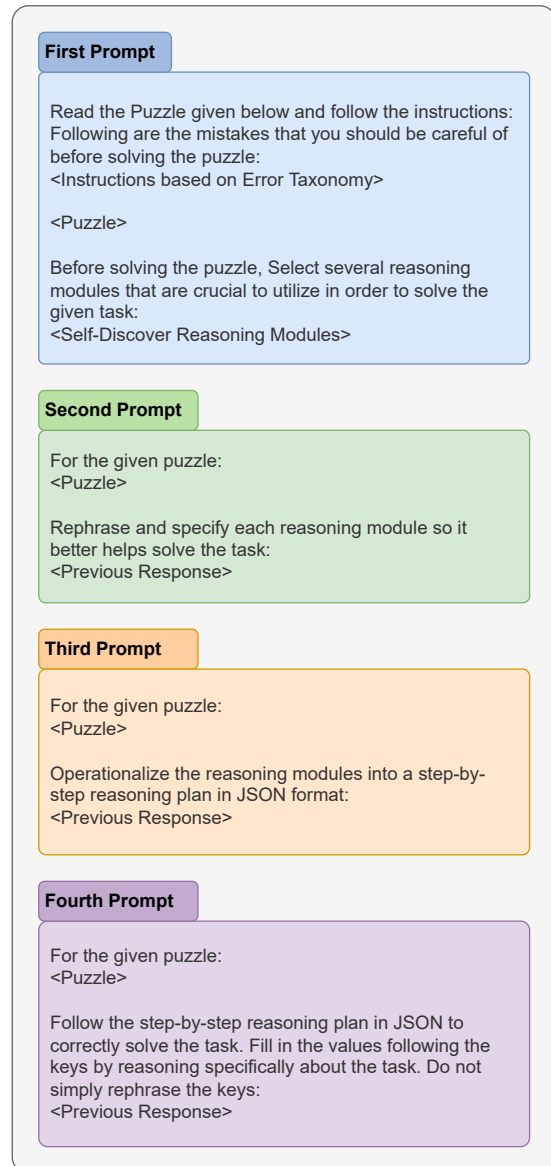 First Prompt
Read the Puzzle given below and follow the instructions:
Following are the mistakes that you should be careful of
before solving the puzzle:
<Instructions based on Error Taxonomy>
<Puzzle>
Before solving the puzzle, Select several reasoning
modules that are crucial to utilize in order to solve the
given task:
<Self-Discover Reasoning Modules>
Second Prompt
For the given puzzle:
<Puzzle>
Rephrase and specify each reasoning module so it
better helps solve the task:
<Previous Response>
Third Prompt
For the given puzzle:
<Puzzle>
Operationalize the reasoning modules into a step-by-
step reasoning plan in JSON format:
<Previous Response>
Fourth Prompt
For the given puzzle:
<Puzzle>
Follow the step-by-step reasoning plan in JSON to
correctly solve the task. Fill in the values following the
keys by reasoning specifically about the task. Do not
simply rephrase the keys:
<Previous Response>